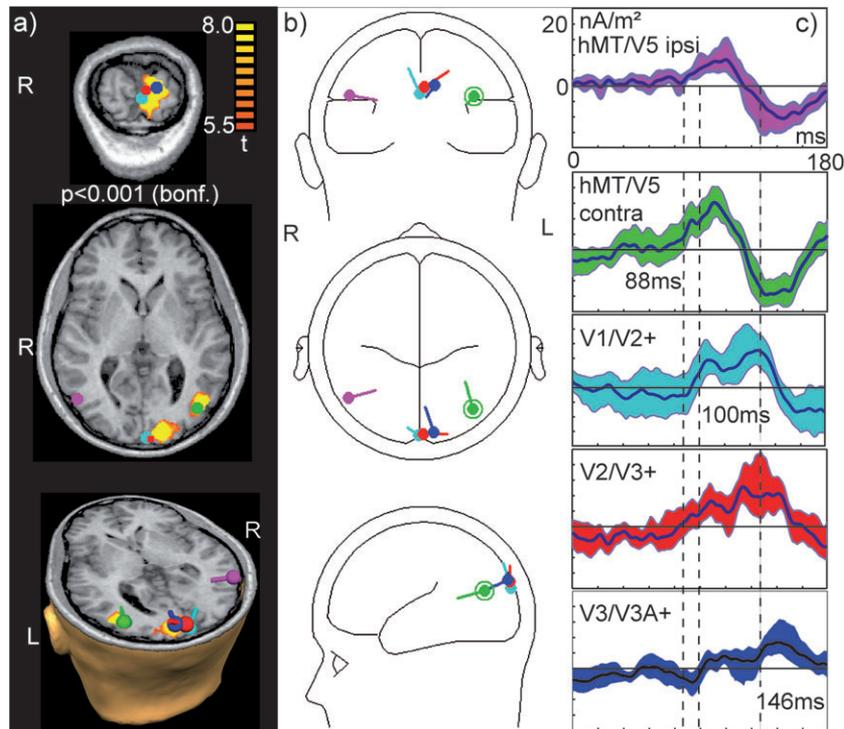 a)
8.0
R
5.5
t
p<0.001 (bonf.)
R
R
L
b)
R
L
c)
20
nA/m²
hMT/V5 ipsi
0
ms
0
180
hMT/V5
contra
88ms
V1/V2+
100ms
V2/V3+
V3/V3A+
146ms